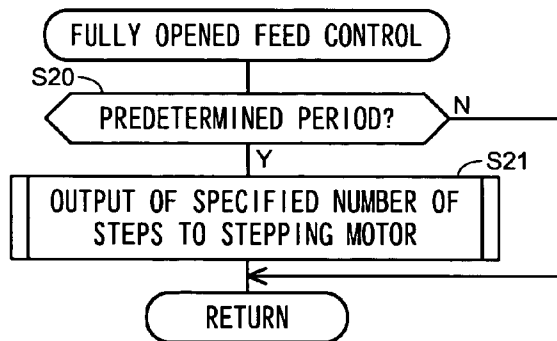 FULLY OPENED FEED CONTROL
S20
PREDETERMINED PERIOD?
N
Y
S21
OUTPUT OF SPECIFIED NUMBER OF
STEPS TO STEPPING MOTOR
RETURN